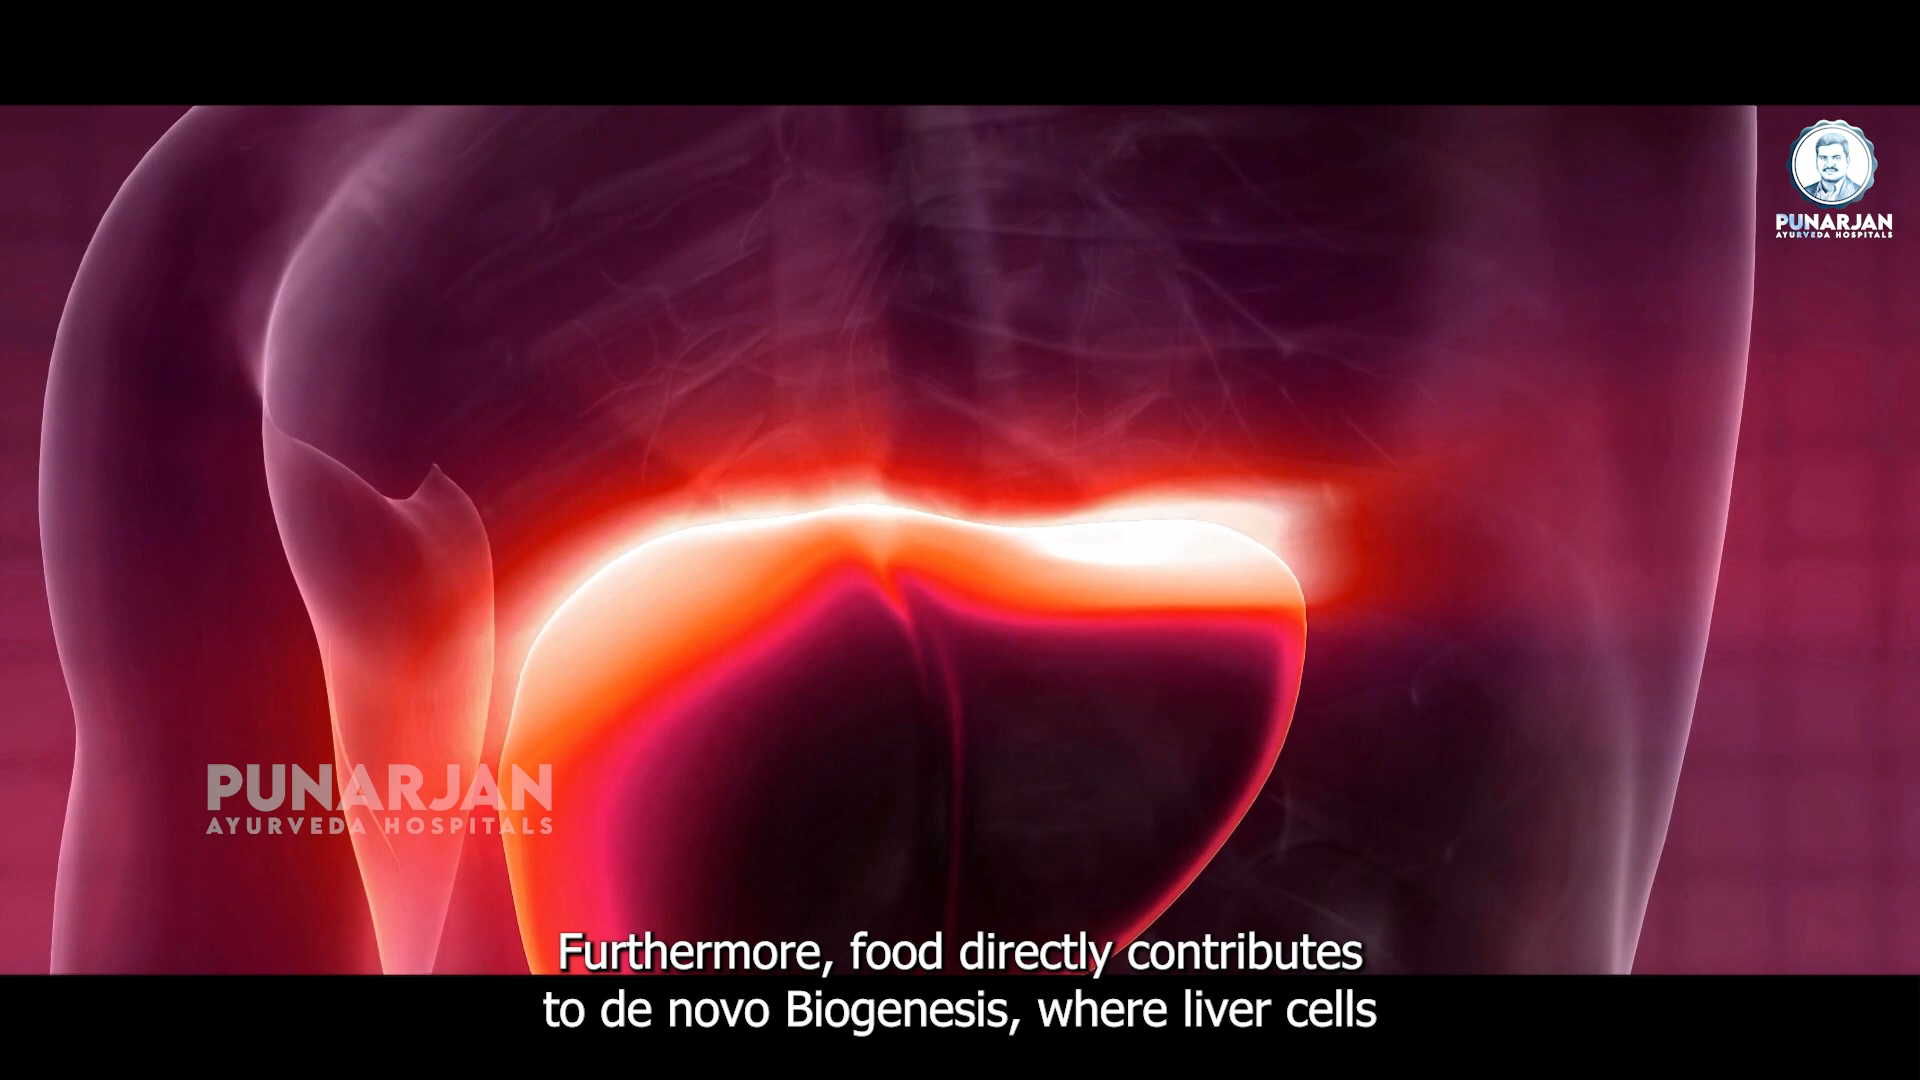 PUNARJAN
AYURVEDA HOSPITALS
PUNARJAN
AYURVEDA HOSPITALS
Furthermore, food directly contributes
to de novo Biogenesis, where liver cells